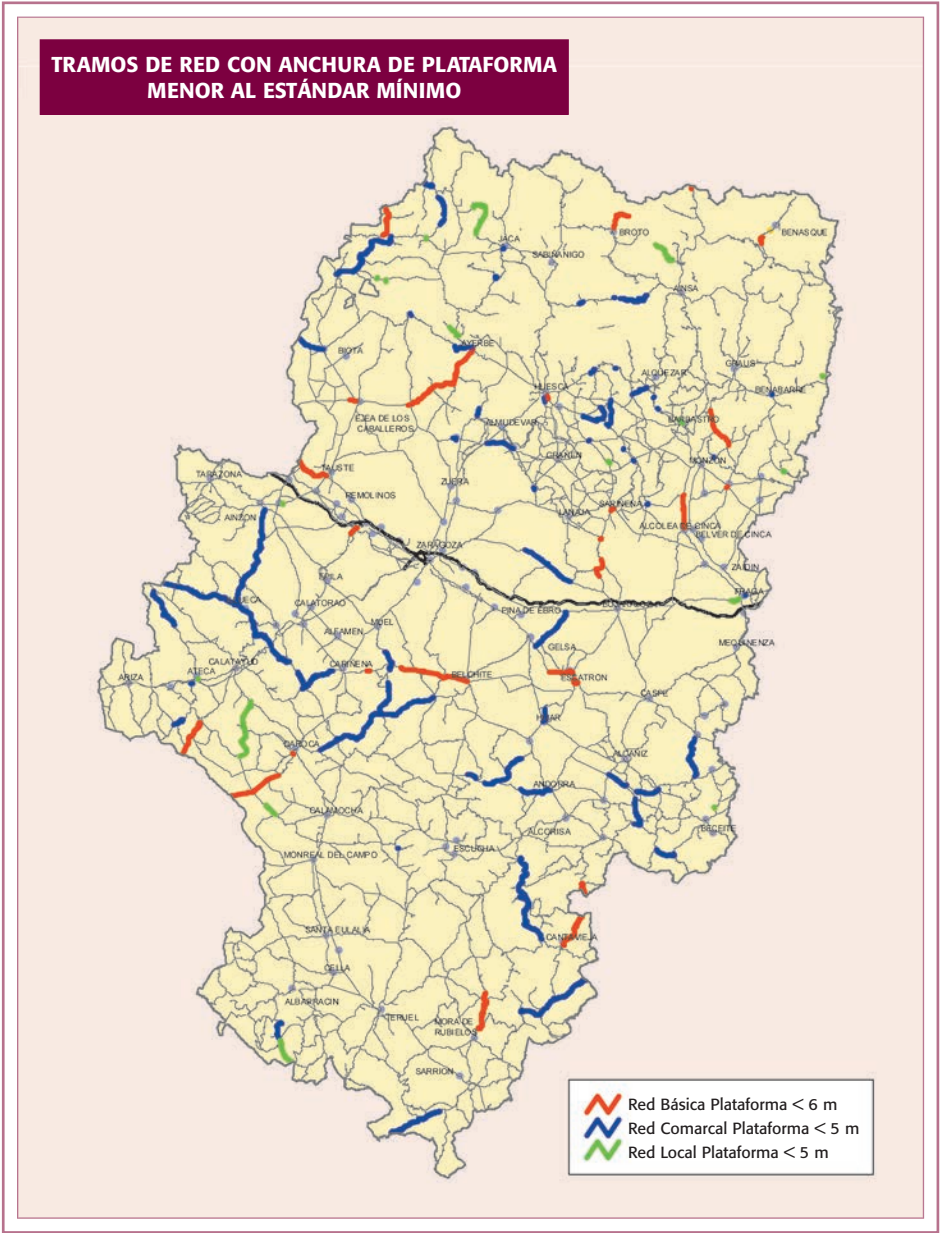 TRAMOS DE RED CON ANCHURA DE PLATAFORMA
MENOR AL ESTÁNDAR MÍNIMO
BROTO
BENASQUE
JACA
SABIÑANIGO
AINSA
AYERBE
BIOTA
GRAUS
ALQUEZAR
HUESCA
BENABARRE
EJEA DE LOS
CABALLEROS
ALMUDEVAR
BARBASTRO
GRAÑEN
MONZON
TAUSTE
TARAZONA
ZUERA
REMOLINOS
SARIÑENA
AINZON
LANAJA
ALCOLEA DE CINCA
BELVER DE CINCA
ZARAGOZA
ZAIDIN
EPILA
FRAGA
CALATORAO
PINA DE EBRO
MUEL
ALFAMEN
MEQUINENZA
GELSA
CALATAYUD
CARIÑENA
ATECA
ARIZA
BELCHITE
ESCATRON
CASPE
HIJAR
DAROCA
ALCAÑIZ
ANDORRA
CALAMOCHA
ALCORISA
BECEITE
ESCUCHA
MONREAL DEL CAMPO
SANTA EULALIA
CANTAVIEJA
CELLA
ALBARRACIN
TERUEL
MORA DE
RUBIELOS
SARRION
Red Básica Plataforma < 6 m
Red Comarcal Plataforma < 5 m
Red Local Plataforma < 5 m